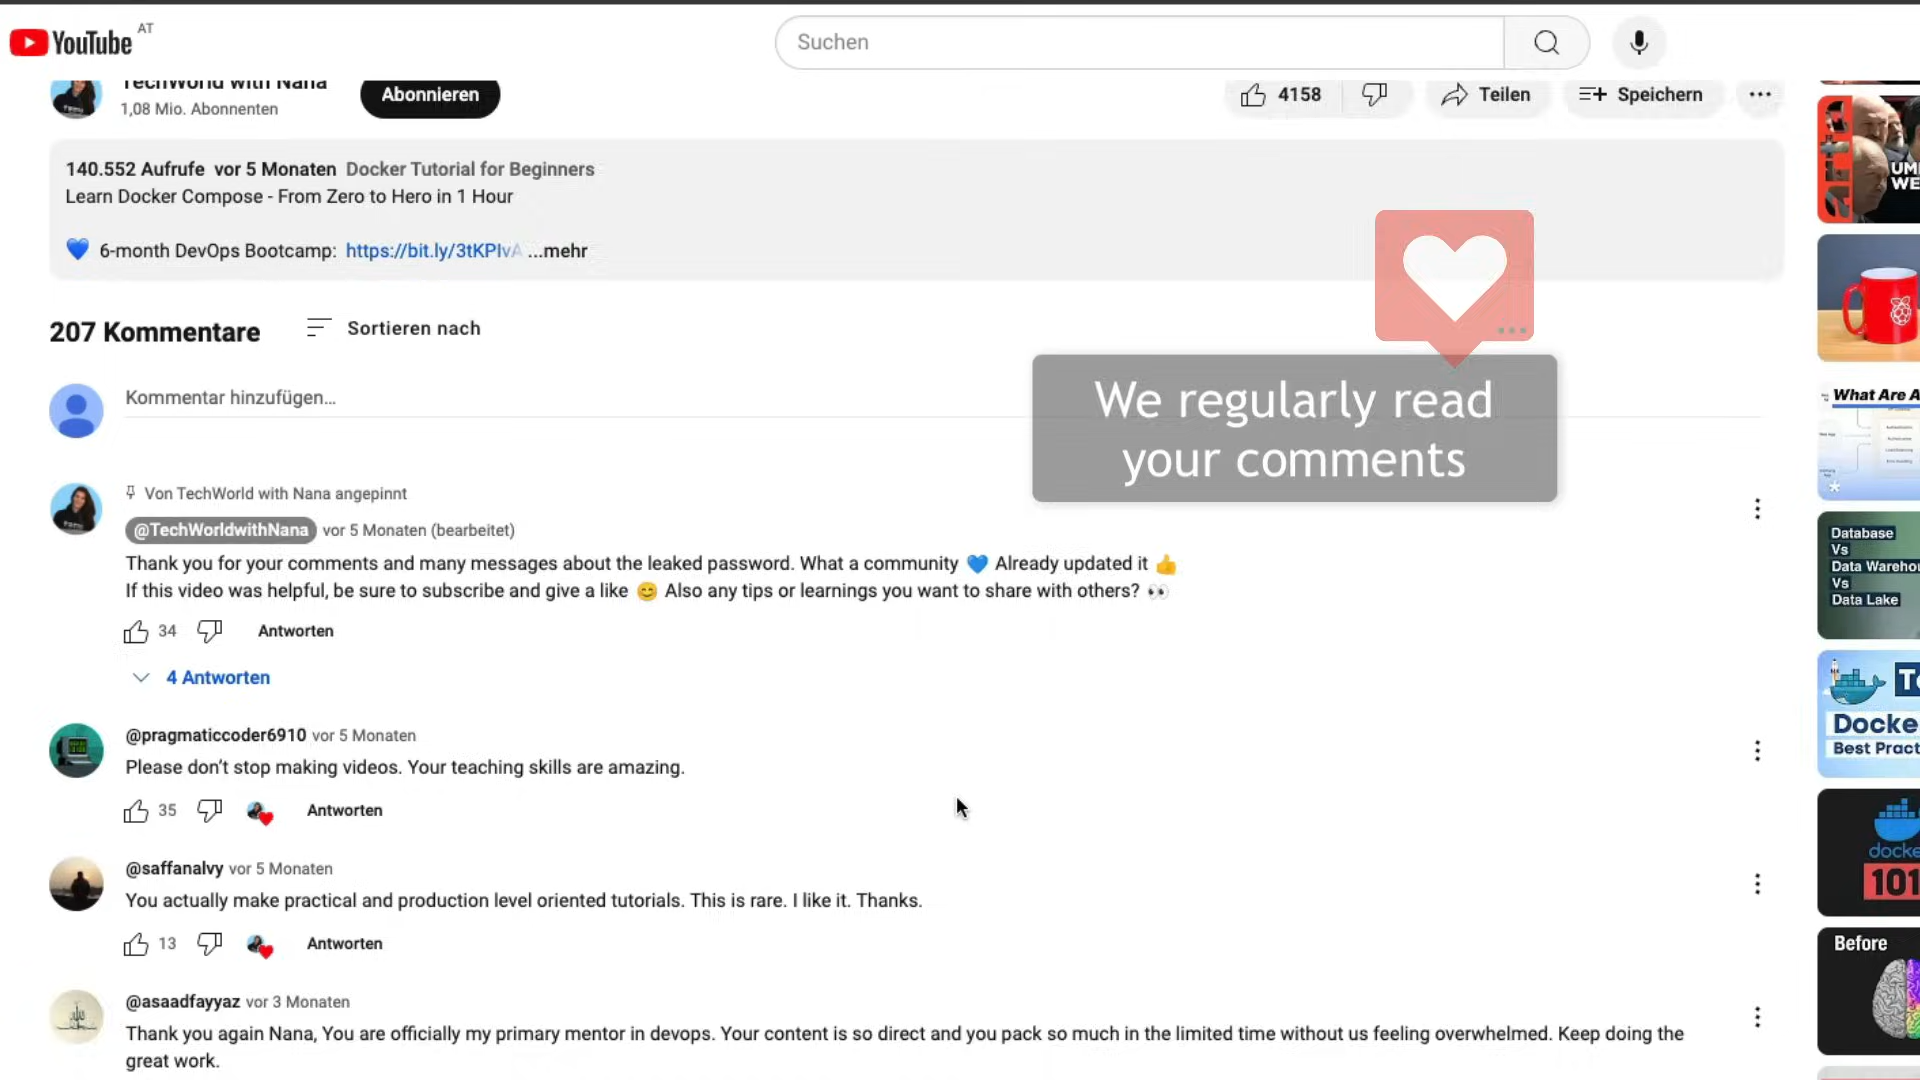 YouTube AT
Suchen
TechWorld with Nana
1,08 Mio. Abonnenten
Abonnieren
4158
Teilen
Speichern
140.552 Aufrufe vor 5 Monaten Docker Tutorial for Beginners
Learn Docker Compose - From Zero to Hero in 1 Hour
💙 6-month DevOps Bootcamp: https://bit.ly/3tKPIvA ...mehr
207 Kommentare
Sortieren nach
Kommentar hinzufügen...
We regularly read
your comments
Von TechWorld with Nana angepinnt
@TechWorldwithNana vor 5 Monaten (bearbeitet)
Thank you for your comments and many messages about the leaked password. What a community 💙 Already updated it 👍
If this video was helpful, be sure to subscribe and give a like 😊 Also any tips or learnings you want to share with others? 👀
34
Antworten
4 Antworten
@pragmaticcoder6910 vor 5 Monaten
Please don’t stop making videos. Your teaching skills are amazing.
35
Antworten
@saffanalvy vor 5 Monaten
You actually make practical and production level oriented tutorials. This is rare. I like it. Thanks.
13
Antworten
@asaadfayyaz vor 3 Monaten
Thank you again Nana, You are officially my primary mentor in devops. Your content is so direct and you pack so much in the limited time without us feeling overwhelmed. Keep doing the
great work.
arte
UM
WE
What Are A
Database
Vs
Data Warehou
Vs
Data Lake
Docke
Best Pract
docke
101
Before